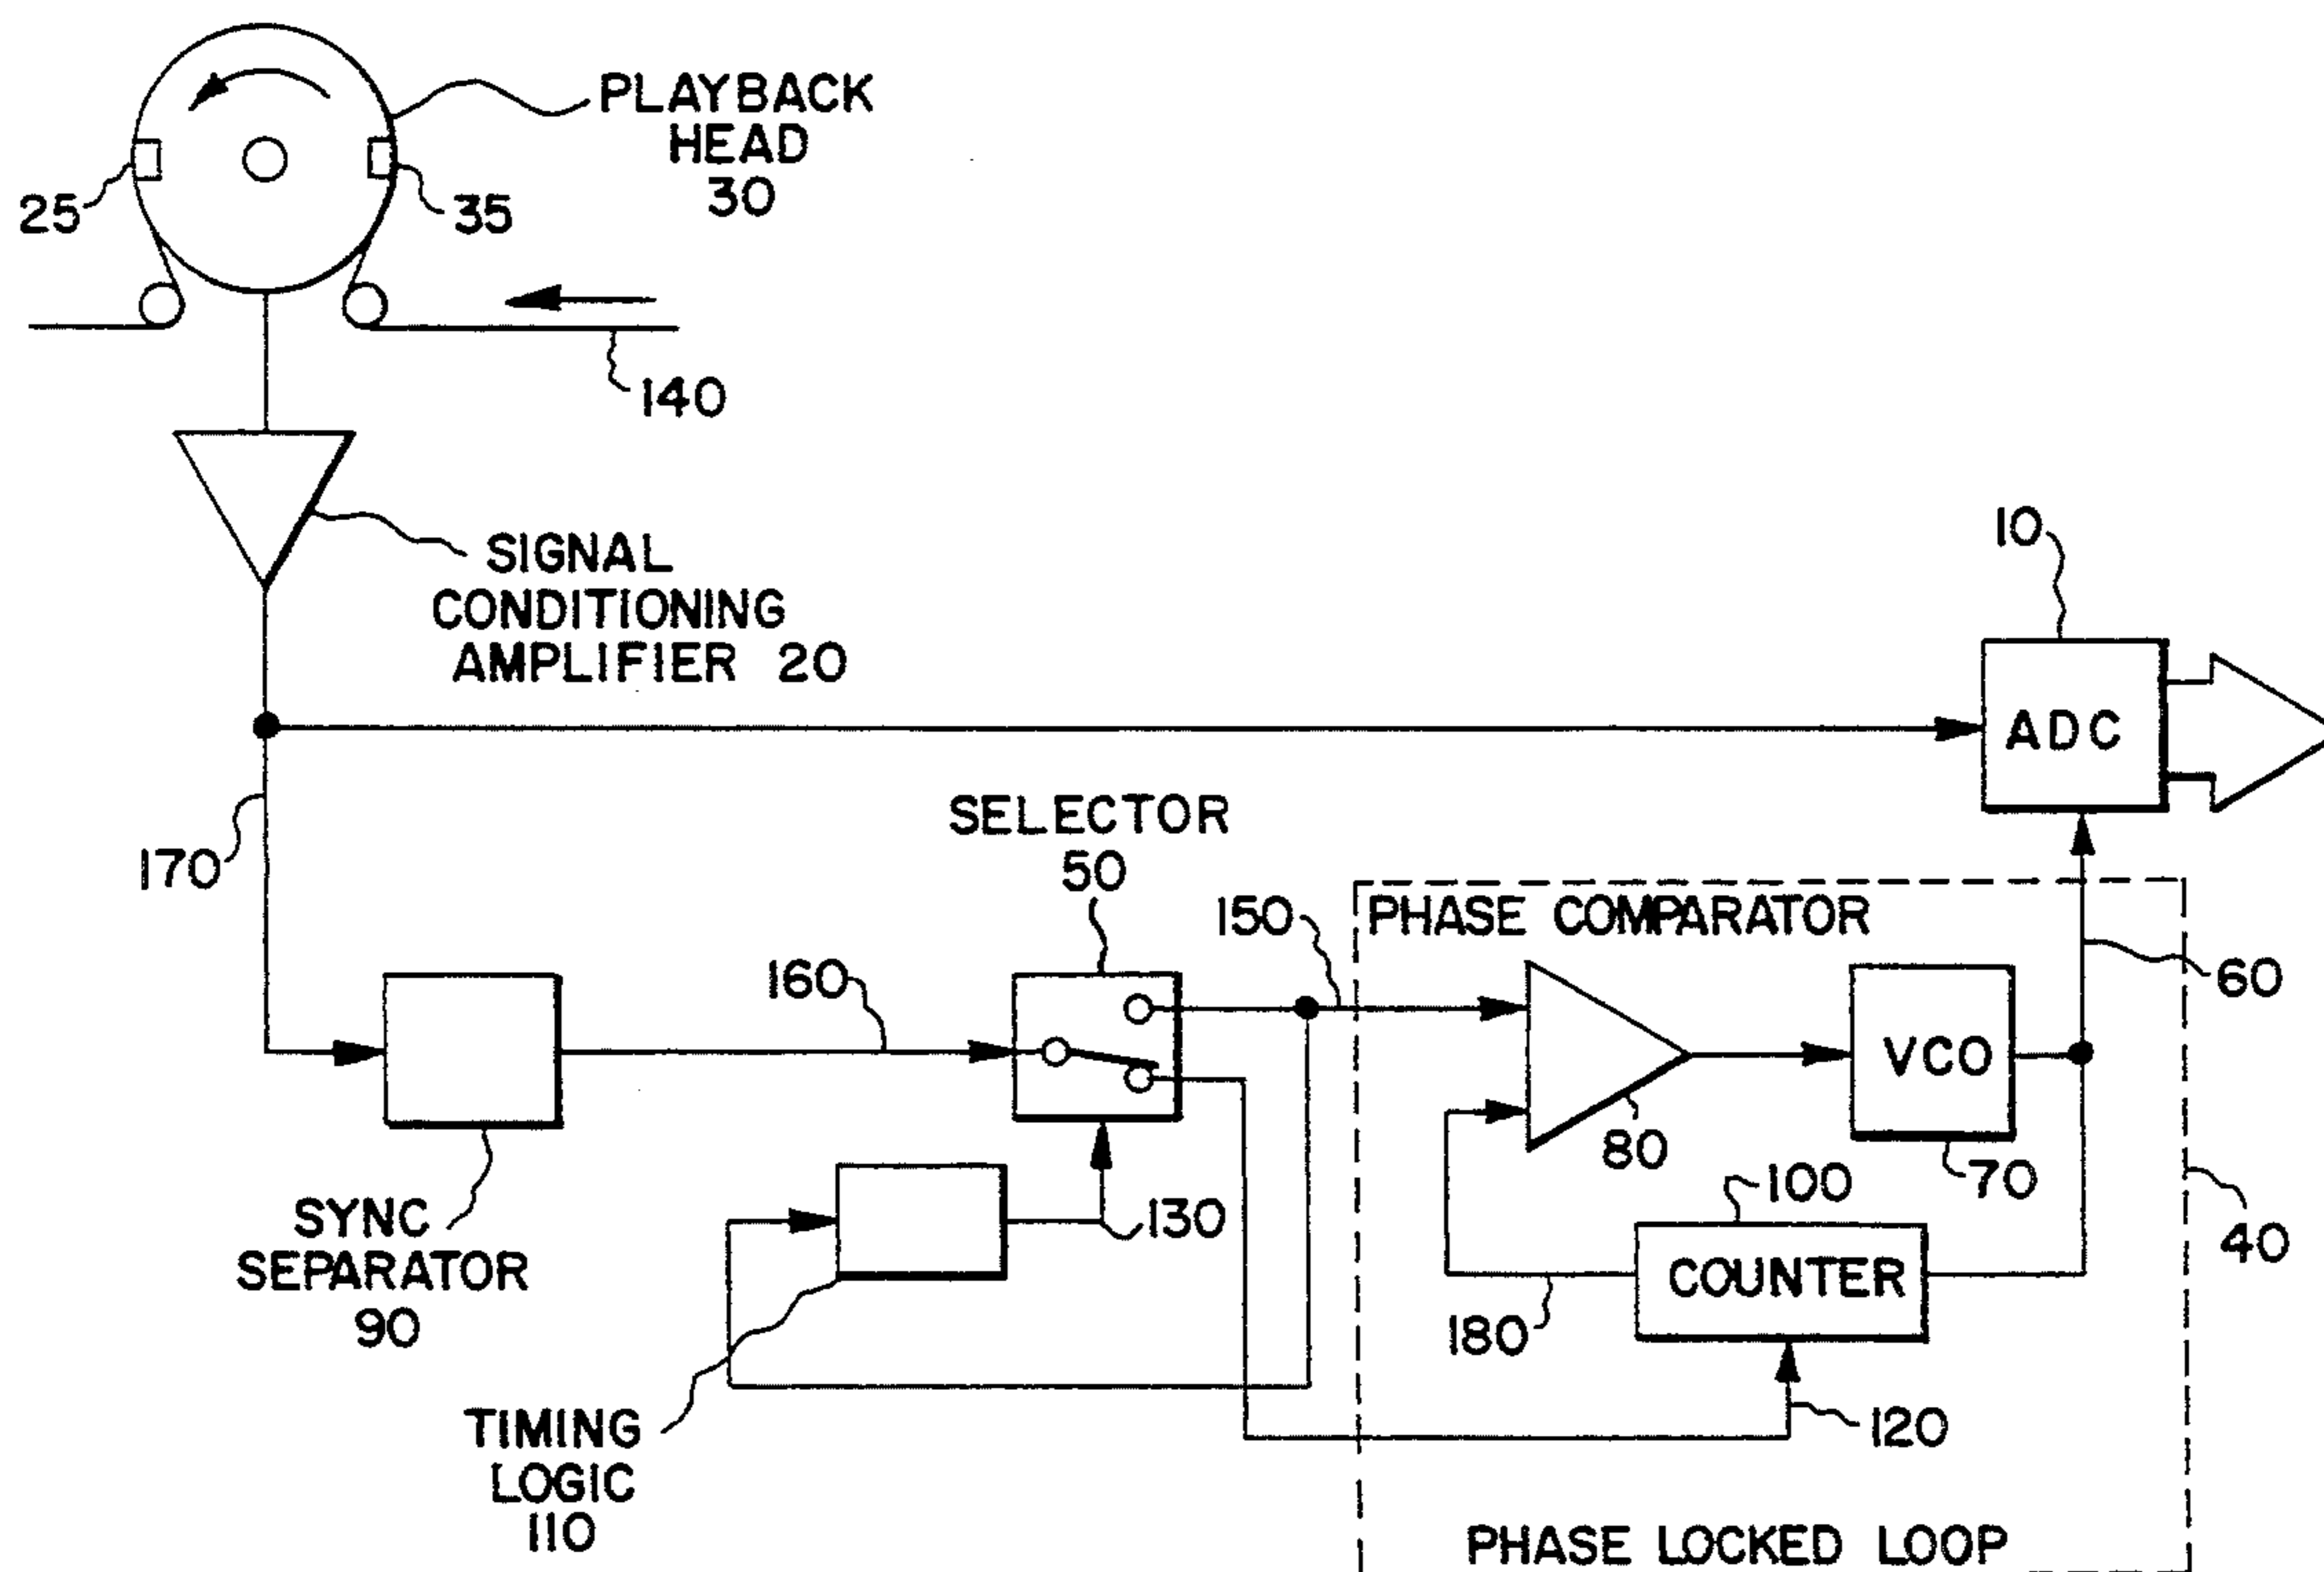 PLAYBACK
HEAD
30
25
35
140
SIGNAL
CONDITIONING
AMPLIFIER 20
10
ADC
170
SELECTOR
50
150
PHASE COMPARATOR
160
60
VCO
80
70
100
COUNTER
130
180
40
SYNC
SEPARATOR
90
120
TIMING
LOGIC
110
PHASE LOCKED LOOP